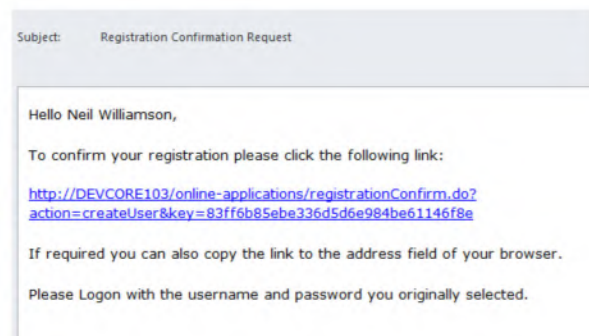 Subject: Registration Confirmation Request
Hello Neil Williamson,
To confirm your registration please click the following link:
http://DEVCORE103/online-applications/registrationConfirm.do?
action=createUser&key=83ff6b85ebe336d5d6e984be61146f8e
If required you can also copy the link to the address field of your browser.
Please Logon with the username and password you originally selected.